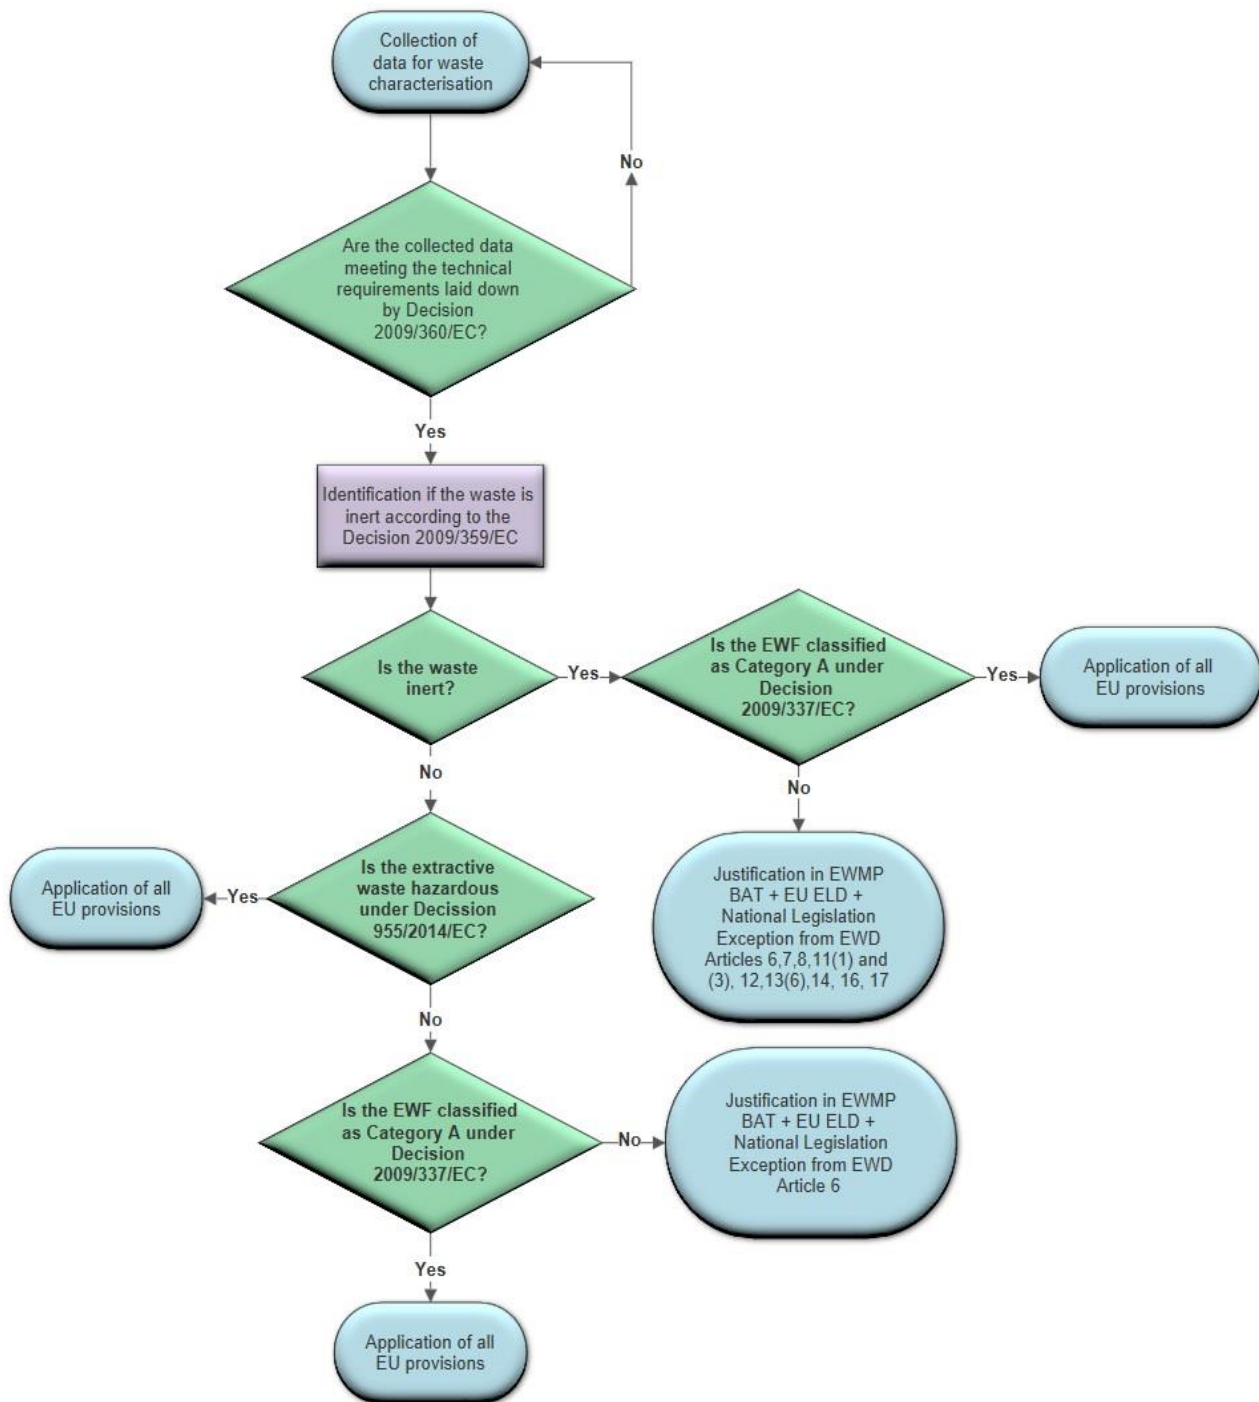 Collection of
data for waste
characterisation
No
Are the collected data
meeting the technical
requirements laid down
by Decision
2009/360/EC?
Yes
Identification if the waste is
inert according to the
Decision 2009/359/EC
Is the waste
inert?
Yes
Is the EWF classified
as Category A under
Decision
2009/337/EC?
Yes
Application of all
EU provisions
No
No
Justification in EWMP
BAT + EU ELD +
National Legislation
Exception from EWD
Articles 6,7,8,11(1) and
(3), 12,13(6),14, 16, 17
Is the extractive
waste hazardous
under Decission
955/2014/EC?
Yes
Application of all
EU provisions
No
Is the EWF classified
as Category A under
Decision
2009/337/EC?
No
Justification in EWMP
BAT + EU ELD +
National Legislation
Exception from EWD
Article 6
Yes
Application of all
EU provisions